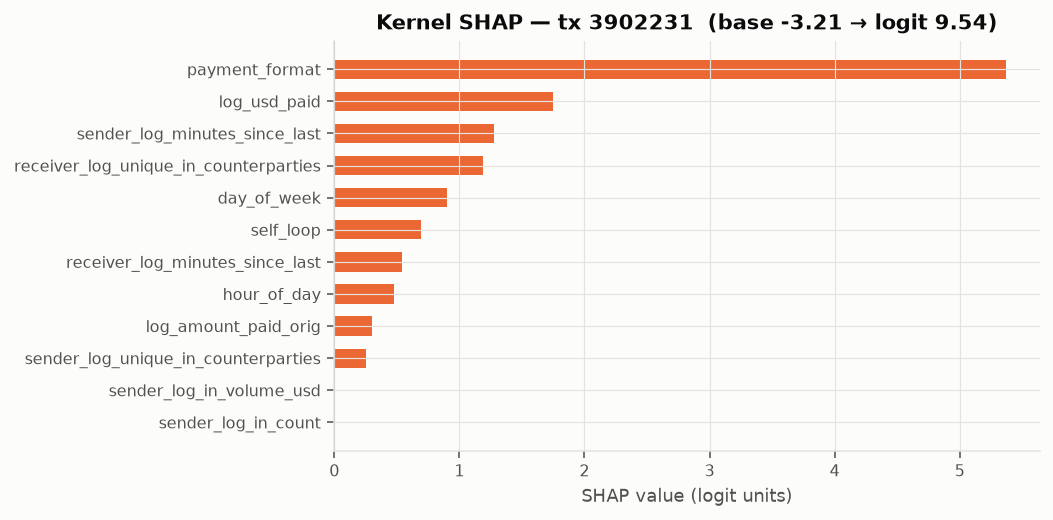 Kernel SHAP — tx 3902231  (base -3.21 → logit 9.54)
payment_format
log_usd_paid
sender_log_minutes_since_last
receiver_log_unique_in_counterparties
day_of_week
self_loop
receiver_log_minutes_since_last
hour_of_day
log_amount_paid_orig
sender_log_unique_in_counterparties
sender_log_in_volume_usd
sender_log_in_count
0 1 2 3 4 5
SHAP value (logit units)